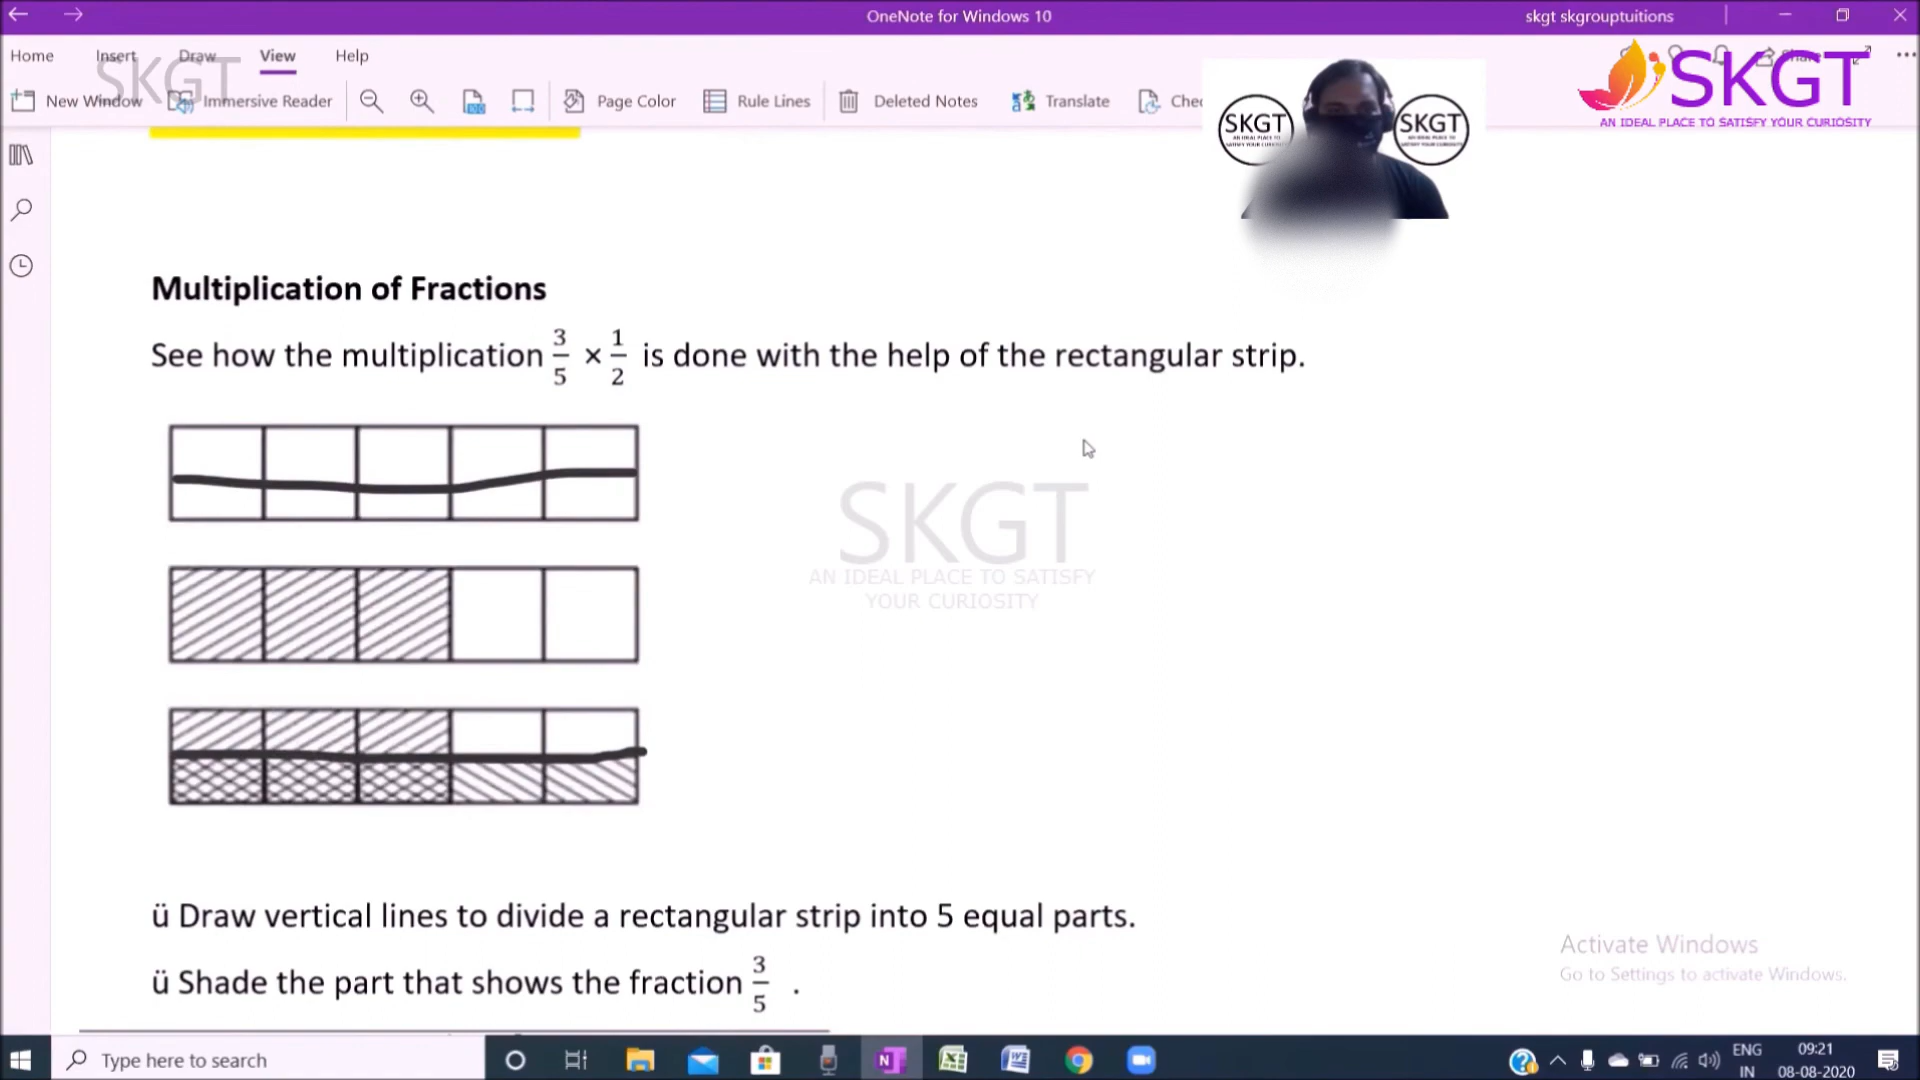 OneNote for Windows 10
skgt skgrouptuitions
Home Insert Draw View Help Share
SKGT
New Window Immersive Reader Page Color Rule Lines Deleted Notes Translate
SKGT
SKGT
SKGT
AN IDEAL PLACE TO SATISFY YOUR CURIOSITY
Multiplication of Fractions
See how the multiplication 3/5 × 1/2 is done with the help of the rectangular strip.
SKGT
AN IDEAL PLACE TO SATISFY
YOUR CURIOSITY
ü Draw vertical lines to divide a rectangular strip into 5 equal parts.
ü Shade the part that shows the fraction 3/5 .
Activate Windows
Go to Settings to activate Windows.
Type here to search
ENG
IN
09:21
08-08-2020